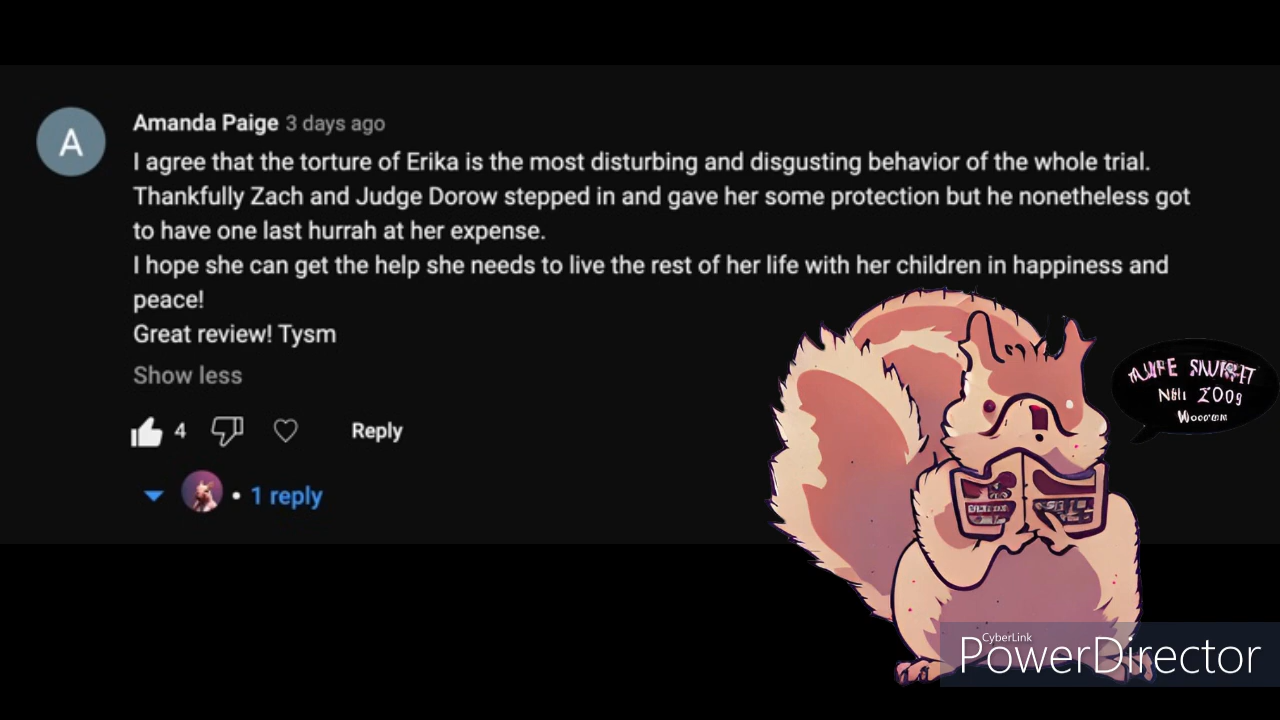 A
Amanda Paige 3 days ago
I agree that the torture of Erika is the most disturbing and disgusting behavior of the whole trial.
Thankfully Zach and Judge Dorow stepped in and gave her some protection but he nonetheless got
to have one last hurrah at her expense.
I hope she can get the help she needs to live the rest of her life with her children in happiness and
peace!
Great review! Tysm
Show less
4 Reply
• 1 reply
CyberLink
PowerDirector